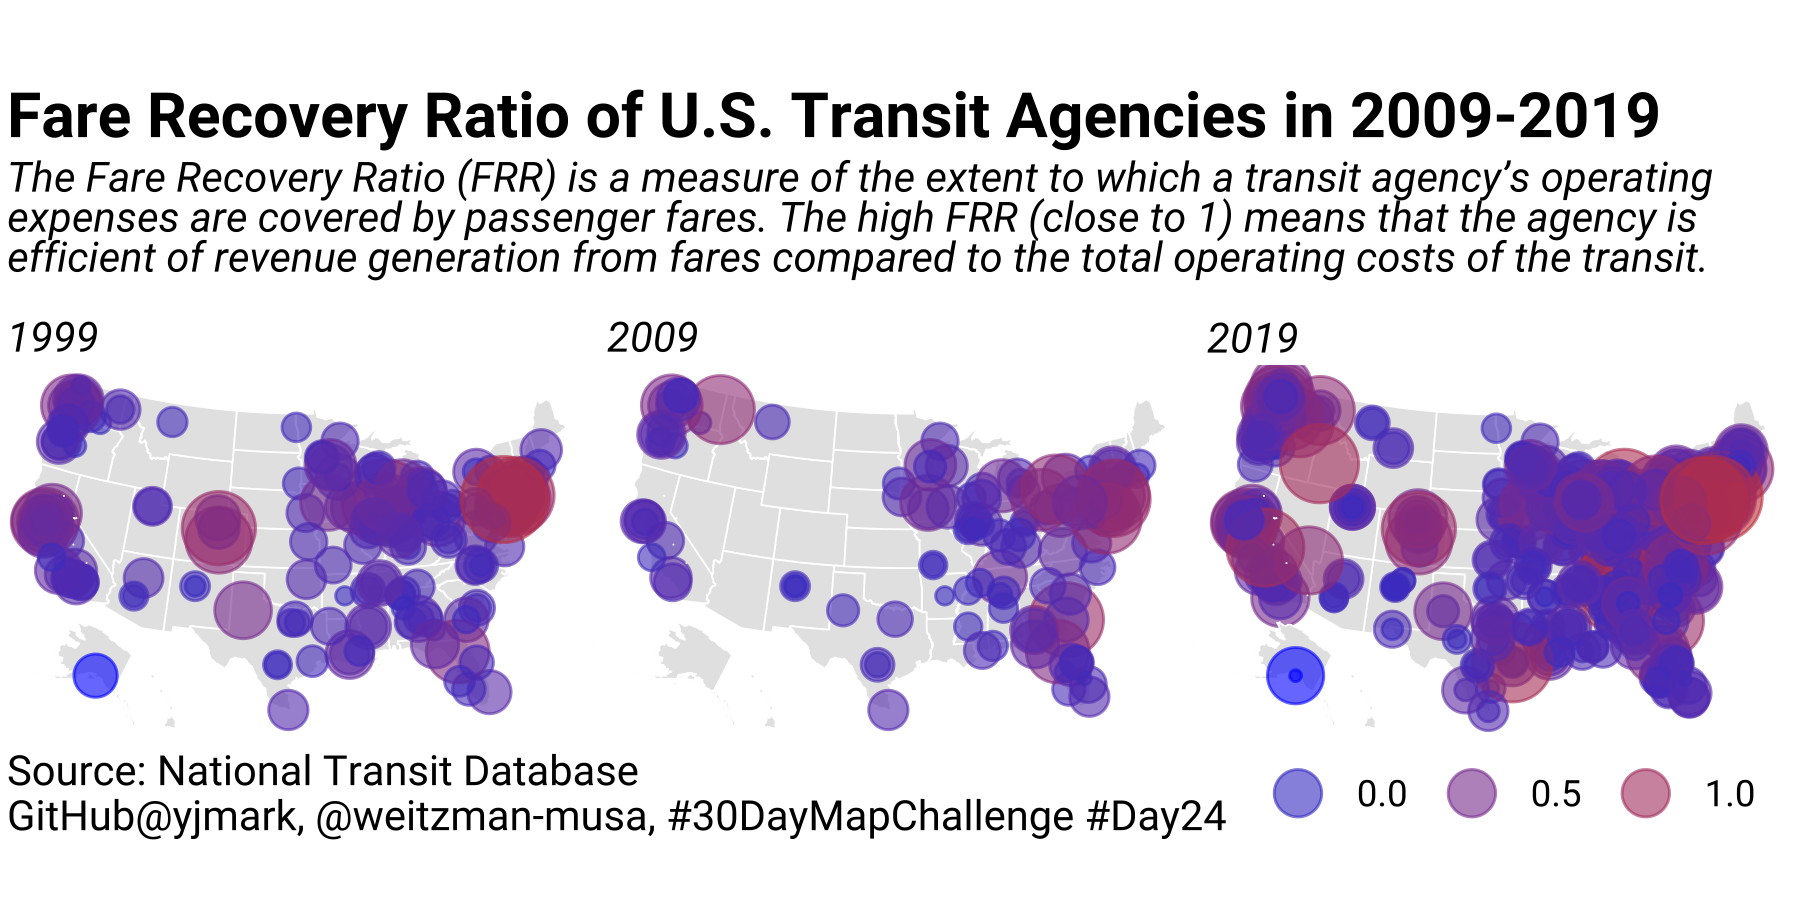 Fare Recovery Ratio of U.S. Transit Agencies in 2009-2019
The Fare Recovery Ratio (FRR) is a measure of the extent to which a transit agency’s operating
expenses are covered by passenger fares. The high FRR (close to 1) means that the agency is
efficient of revenue generation from fares compared to the total operating costs of the transit.
1999
2009
2019
Source: National Transit Database
GitHub@yjmark, @weitzman-musa, #30DayMapChallenge #Day24
0.0
0.5
1.0